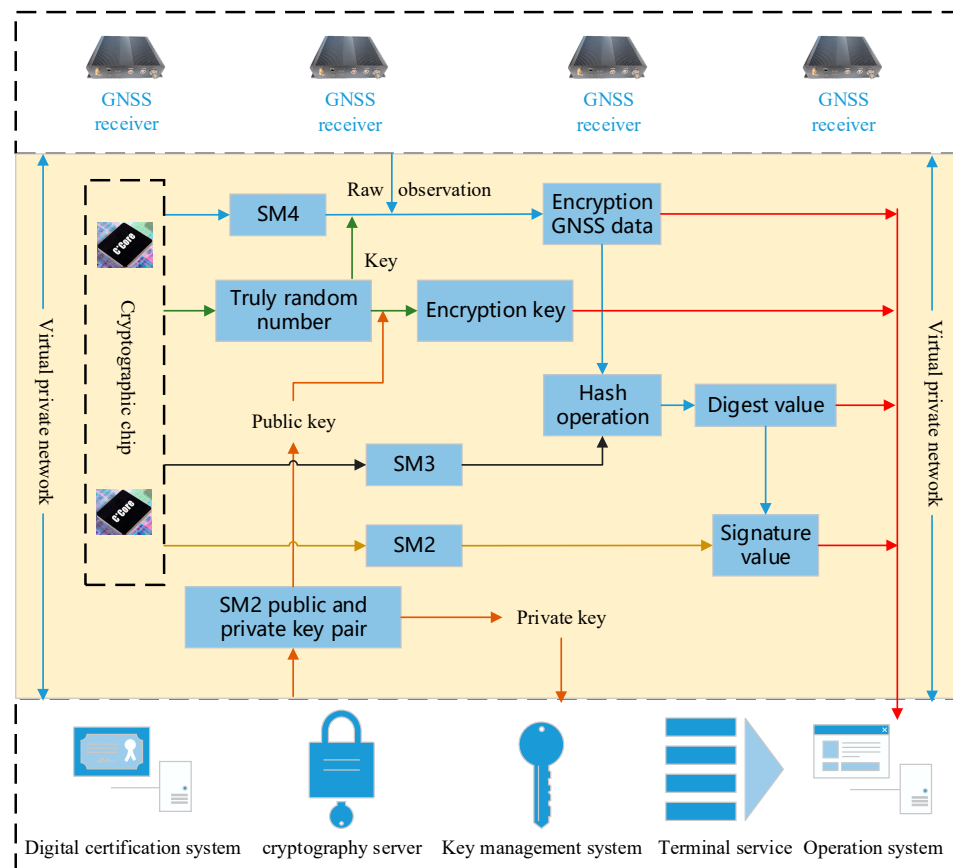 GNSS
receiver
GNSS
receiver
GNSS
receiver
GNSS
receiver
Raw observation
SM4
Encryption
GNSS data
C*Core
Key
Truly random
number
Encryption key
Cryptographic chip
Virtual private network
Virtual private network
Hash
operation
Digest value
Public key
SM3
C*Core
SM2
Signature
value
SM2 public and
private key pair
Private key
Digital certification system
cryptography server
Key management system
Terminal service
Operation system